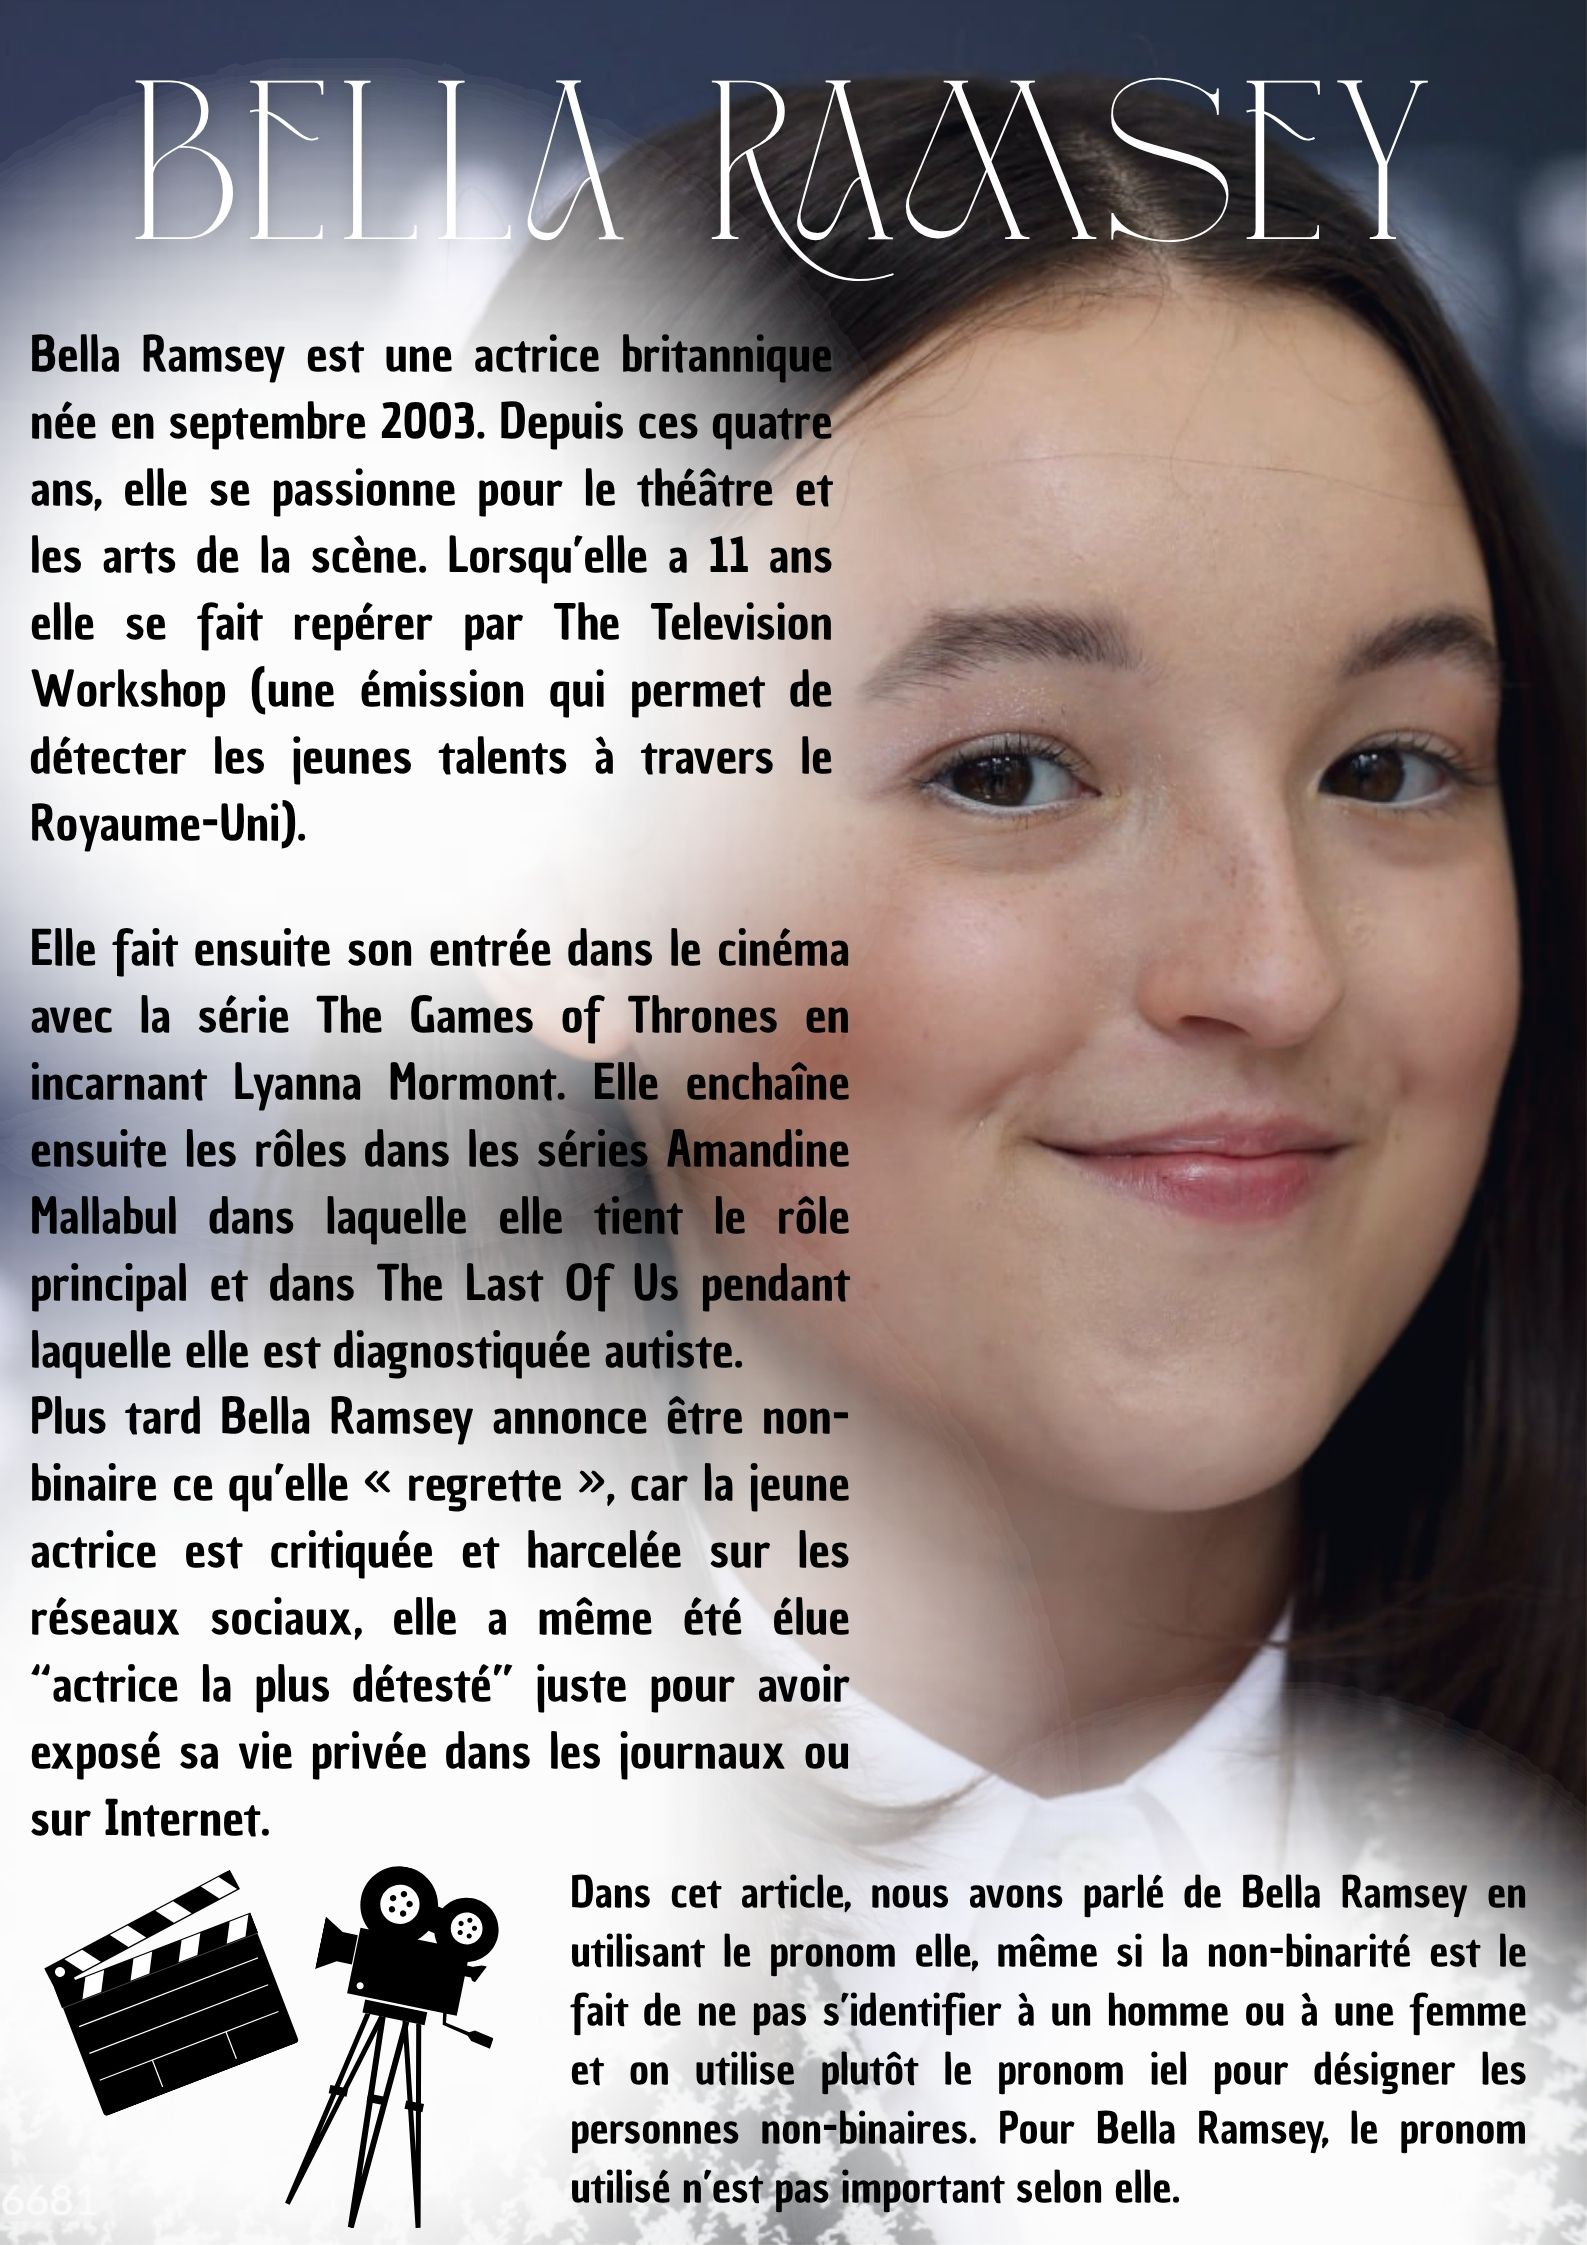 BELLA RAMSEY
Bella Ramsey est une actrice britannique
née en septembre 2003. Depuis ces quatre
ans, elle se passionne pour le théâtre et
les arts de la scène. Lorsqu'elle a 11 ans
elle se fait repérer par The Television
Workshop (une émission qui permet de
détecter les jeunes talents à travers le
Royaume-Uni).
Elle fait ensuite son entrée dans le cinéma
avec la série The Games of Thrones en
incarnant Lyanna Mormont. Elle enchaîne
ensuite les rôles dans les séries Amandine
Mallabul dans laquelle elle tient le rôle
principal et dans The Last Of Us pendant
laquelle elle est diagnostiquée autiste.
Plus tard Bella Ramsey annonce être non-
binaire ce qu'elle « regrette », car la jeune
actrice est critiquée et harcelée sur les
réseaux sociaux, elle a même été élue
“actrice la plus détesté” juste pour avoir
exposé sa vie privée dans les journaux ou
sur Internet.
Dans cet article, nous avons parlé de Bella Ramsey en
utilisant le pronom elle, même si la non-binarité est le
fait de ne pas s'identifier à un homme ou à une femme
et on utilise plutôt le pronom iel pour désigner les
personnes non-binaires. Pour Bella Ramsey, le pronom
utilisé n'est pas important selon elle.
6681